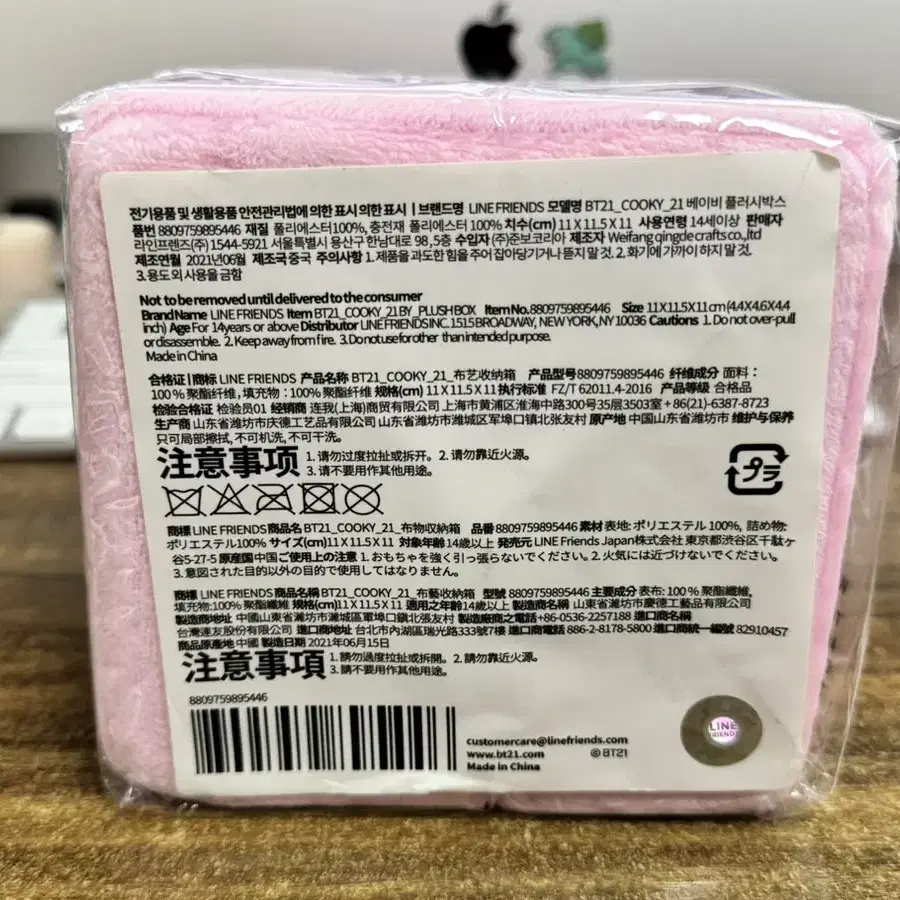 전기용품 및 생활용품 안전관리법에 의한 표시 의한 표시 | 브랜드명 LINE FRIENDS 모델명 BT21_COOKY_21 베이비 플러시박스
품번 8809759895446 재질 폴리에스터100%, 충전재 폴리에스터 100% 치수(cm) 11 X 11.5 X 11 사용연령 14세이상 판매자
라인프렌즈(주) 1544-5921 서울특별시 용산구 한남대로 98, 5층 수입자 (주)준보코리아 제조자 Weifang qingde crafts co.,ltd
제조연월 2021년06월 제조국 중국 주의사항 1.제품을 과도한 힘을 주어 잡아당기거나 뜯지 말 것. 2. 화기에 가까이 하지 말 것.
3.용도 외 사용을 금함
Not to be removed until delivered to the consumer
Brand Name LINE FRIENDS Item BT21_COOKY_21 BY_PLUSH BOX Item No. 8809759895446 Size 11X11.5X11 cm (4.4X4.6X4.4
inch) Age For 14years or above Distributor LINE FRIENDS INC. 1515 BROADWAY, NEW YORK, NY 10036 Cautions 1. Do not over-pull
or disassemble. 2. Keep away from fire. 3.Do not use for other than intended purpose.
Made in China
合格证 | 商标 LINE FRIENDS 产品名称 BT21_COOKY_21_布艺收纳箱 产品型号8809759895446 纤维成分 面料：
100 % 聚酯纤维, 填充物：100% 聚酯纤维 规格(cm) 11 X 11.5 X 11 执行标准 FZ/T 62011.4-2016 产品等级 合格品
检验合格证 检验员01 经销商 连我(上海)商贸有限公司 上海市黄浦区淮海中路300号35层3503室 +86(21)-6387-8723
生产商 山东省潍坊市庆德工艺品有限公司 山东省潍坊市潍城区军埠口镇北张友村 原产地 中国山东省潍坊市 维护与保养
只可局部擦拭, 不可机洗, 不可干洗.
注意事项 1. 请勿过度拉扯或拆开。2. 请勿靠近火源。
3. 请不要用作其他用途。
プラ
商標 LINE FRIENDS 商品名 BT21_COOKY_21_布物収納箱 品番 8809759895446 素材 表地: ポリエステル 100%, 詰め物:
ポリエステル100% サイズ(cm) 11 X 11.5 X 11 対象年齢 14歳以上 発売元 LINE Friends Japan株式会社 東京都渋谷区千駄ヶ
谷5-27-5 原産国 中国 ご使用上の注意 1. おもちゃを強く引っ張らないでください。2. 火気には近づけないでください。
3. 意図された目的以外の目的で使用してはなりません。
商標 LINE FRIENDS 商品名稱 BT21_COOKY_21_布藝收纳箱 型號 8809759895446 主要成分 表布: 100 % 聚酯纖維,
填充物:100% 聚酯纖維 規格(cm) 11 X 11.5 X 11 適用之年齡14歲以上 製造商名稱 山東省濰坊市慶德工藝品有限公司
製造商地址 中國山東省濰坊市濰城區軍埠口鎮北張友村 製造廠商之電話+86-0536-2257188 進口商名稱
台灣連友股份有限公司 進口商地址 台北市內湖區瑞光路333號7樓 進口商電話 886-2-8178-5800 進口商統一編號 82910457
商品原產地 中國 製造日期 2021年06月15日
注意事項 1. 請勿過度拉扯或拆開。2. 請勿靠近火源。
3. 請不要用作其他用途。
8809759895446
customercare@linefriends.com
www.bt21.com © BT21
Made in China
LINE
FRIENDS